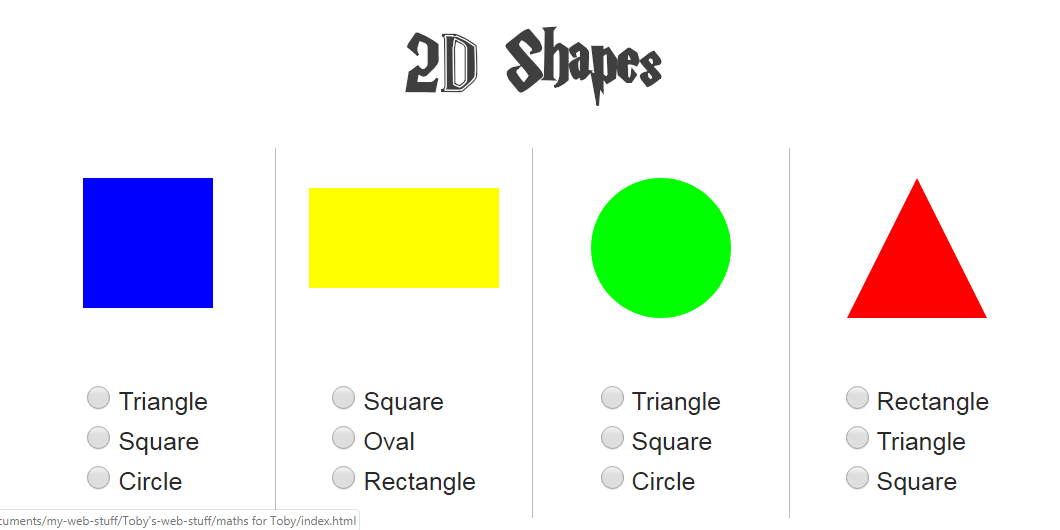 2D Shapes
Triangle
Square
Circle
Square
Oval
Rectangle
Triangle
Square
Circle
Rectangle
Triangle
Square
cuments/my-web-stuff/Toby's-web-stuff/maths for Toby/index.html